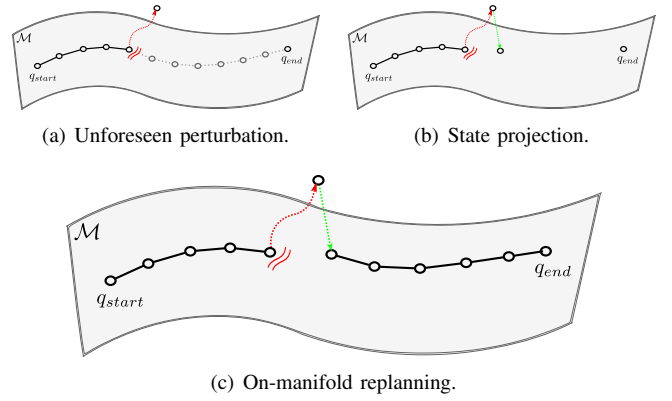 ℳ
q_start
q_end
ℳ
q_start
q_end
(a) Unforeseen perturbation.
(b) State projection.
ℳ
q_start
q_end
(c) On-manifold replanning.